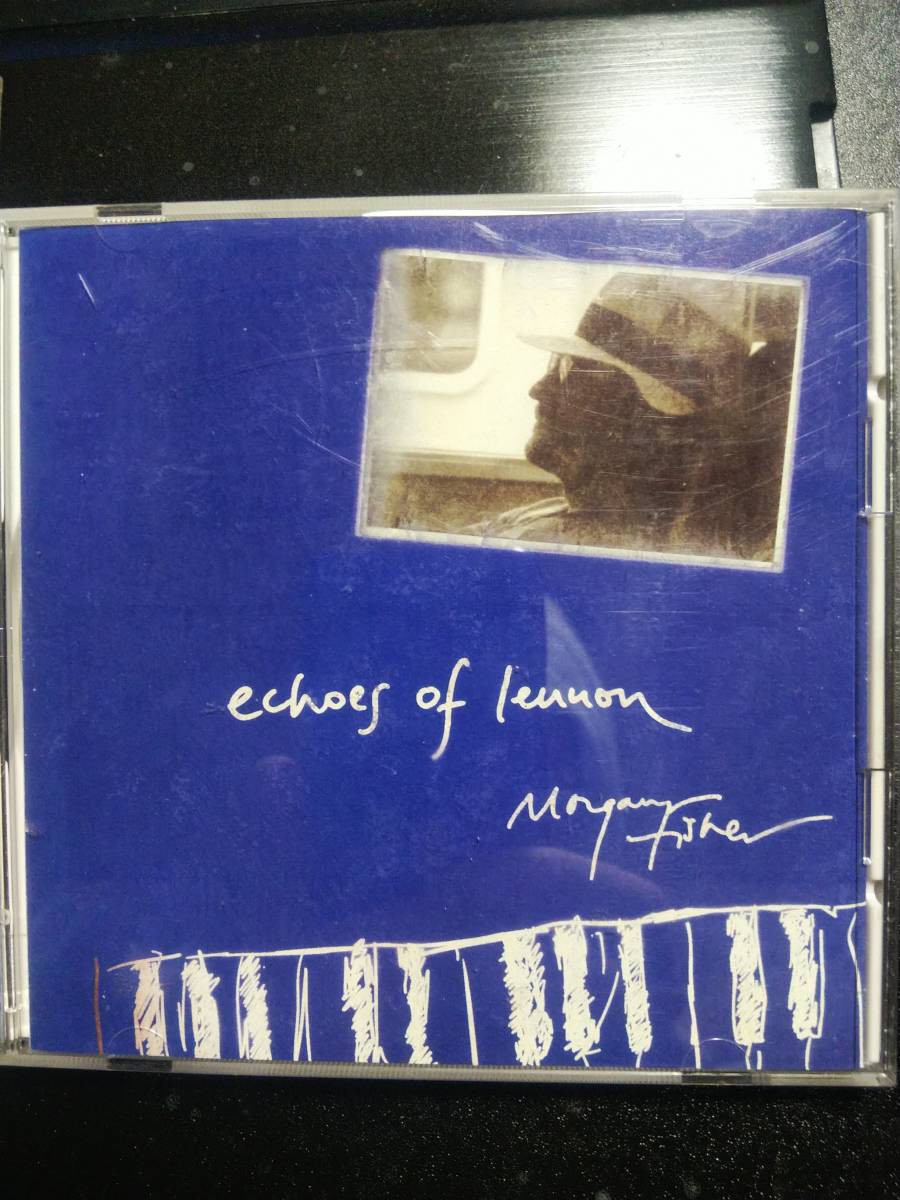 echoes of lennon
Morgan
Fisher